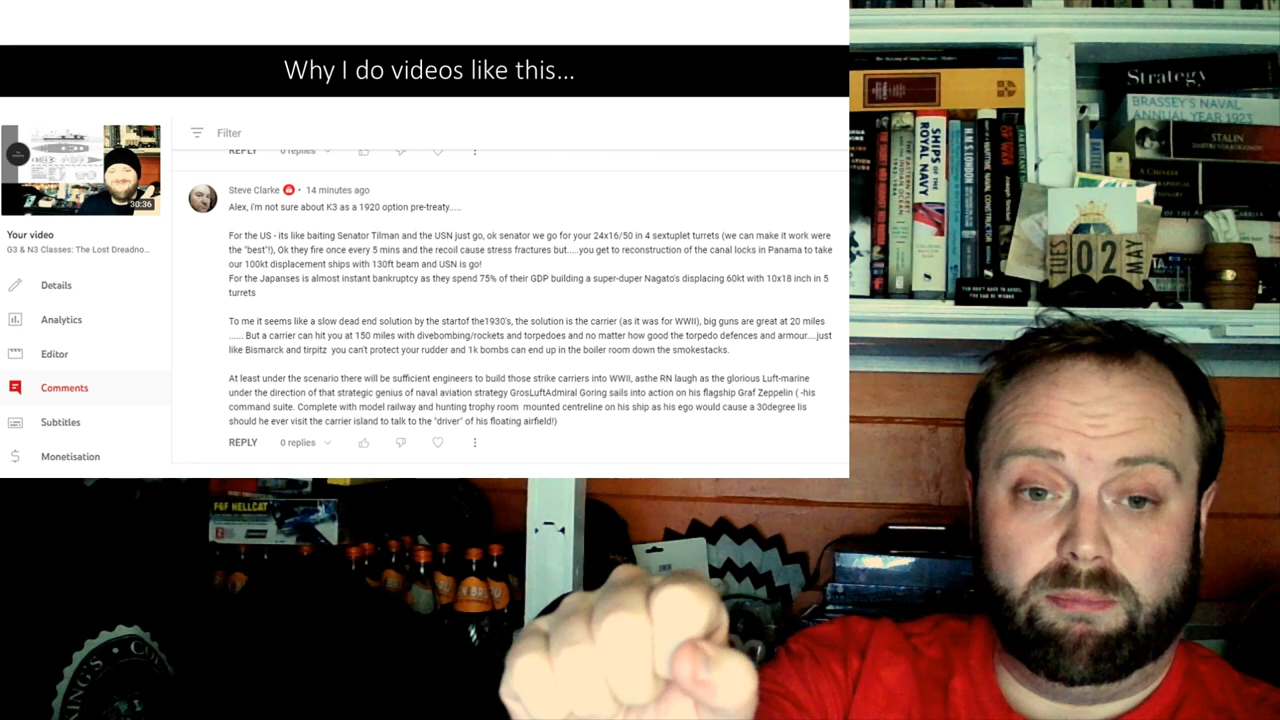 Why I do videos like this...
Filter
REPLY 0 replies
Steve Clarke • 14 minutes ago
Alex, i'm not sure about K3 as a 1920 option pre-treaty.....
For the US - its like baiting Senator Tilman and the USN just go, ok senator we go for your 24x16/50 in 4 sextuplet turrets (we can make it work were
the "best"!), Ok they fire once every 5 mins and the recoil cause stress fractures but.....you get to reconstruction of the canal locks in Panama to take
our 100kt displacement ships with 130ft beam and USN is go!
For the Japanses is almost instant bankruptcy as they spend 75% of their GDP building a super-duper Nagato's displacing 60kt with 10x18 inch in 5
turrets
To me it seems like a slow dead end solution by the startof the1930's, the solution is the carrier (as it was for WWII), big guns are great at 20 miles
...... But a carrier can hit you at 150 miles with divebombing/rockets and torpedoes and no matter how good the torpedo defences and armour....just
like Bismarck and tirpitz you can't protect your rudder and 1k bombs can end up in the boiler room down the smokestacks.
At least under the scenario there will be sufficient engineers to build those strike carriers into WWII, asthe RN laugh as the glorious Luft-marine
under the direction of that strategic genius of naval aviation strategy GrosLuftAdmiral Goring sails into action on his flagship Graf Zeppelin ( -his
command suite. Complete with model railway and hunting trophy room mounted centreline on his ship as his ego would cause a 30degree lis
should he ever visit the carrier island to talk to the "driver" of his floating airfield!)
REPLY 0 replies
30:36
Your video
G3 & N3 Classes: The Lost Dreadno...
Details
Analytics
Editor
Comments
Subtitles
Monetisation
Strategy
BRASSEY'S NAVAL
ANNUAL YEAR 1923
STALIN
SHIPS OF THE ROYAL NAVY
H.M.S. LONDON
TUES 02 MAY
F6F HELLCAT